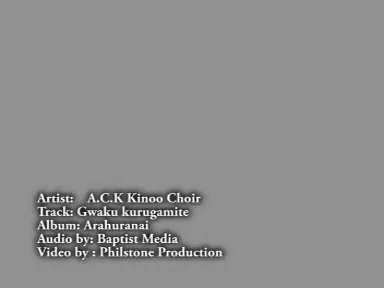 Artist: A.C.K Kinoo Choir
Track: Gwaku kurugamite
Album: Arahuranai
Audio by: Baptist Media
Video by : Philstone Production